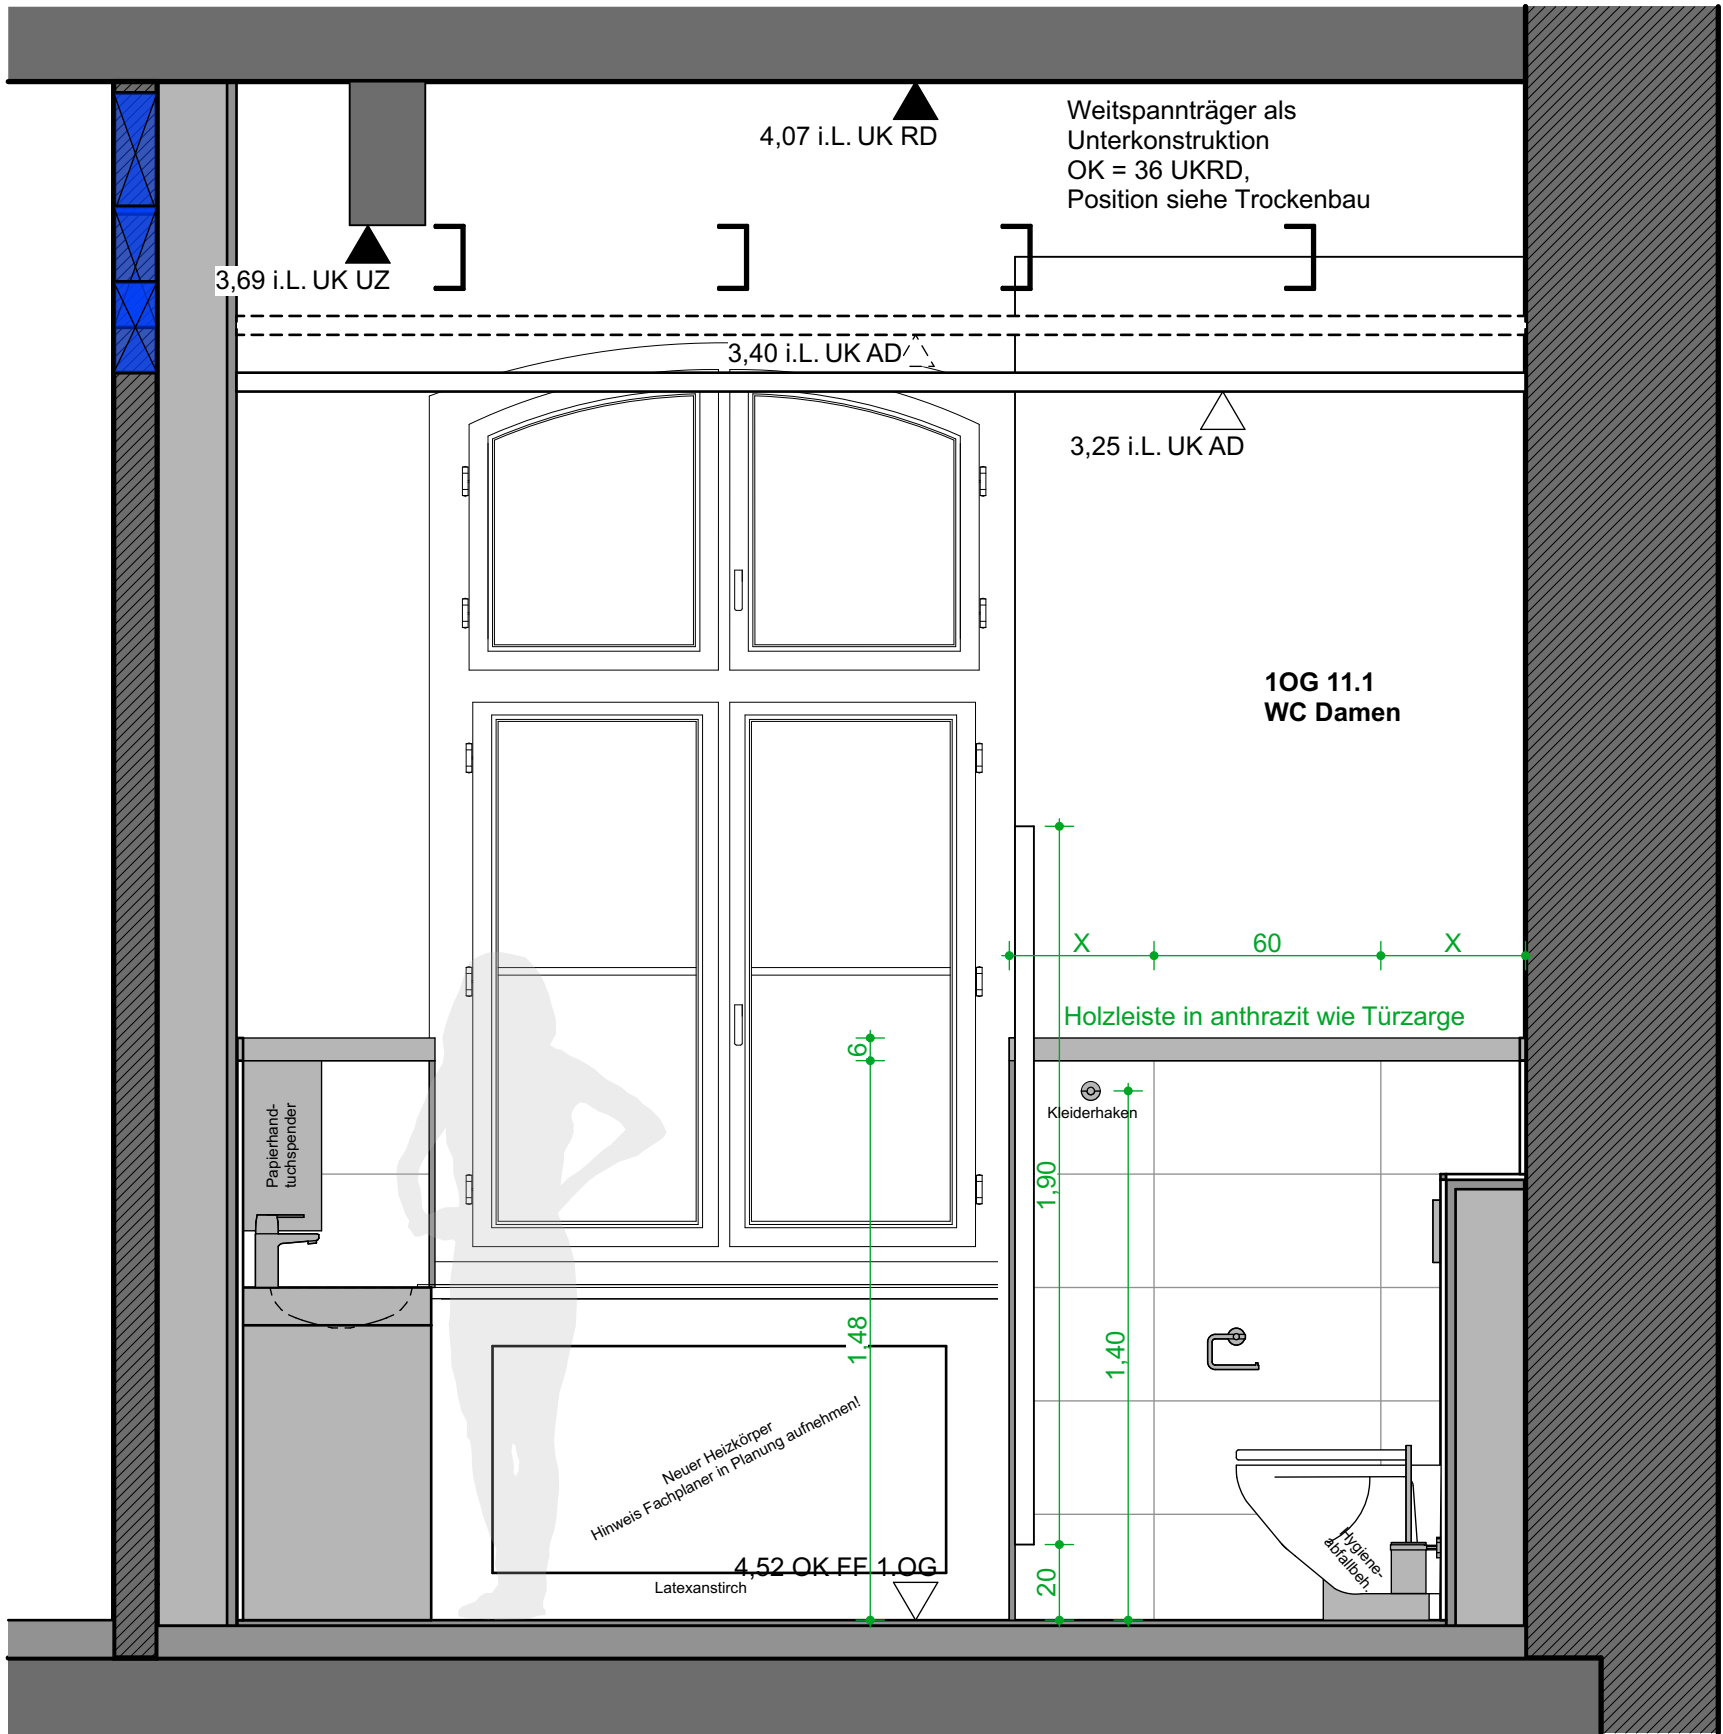 4,07 i.L. UK RD
Weitspannträger als
Unterkonstruktion
OK = 36 UKRD,
Position siehe Trockenbau
3,69 i.L. UK UZ
3,40 i.L. UK AD
3,25 i.L. UK AD
1OG 11.1
WC Damen
X
60
X
Holzleiste in anthrazit wie Türzarge
6
Kleiderhaken
Papierhand-
tuchspender
1,90
1,48
1,40
Neuer Heizkörper
Hinweis Fachplaner in Planung aufnehmen!
4,52 OK FF 1.OG
Latexanstirch
20
Hygiene-
abfallbeh.